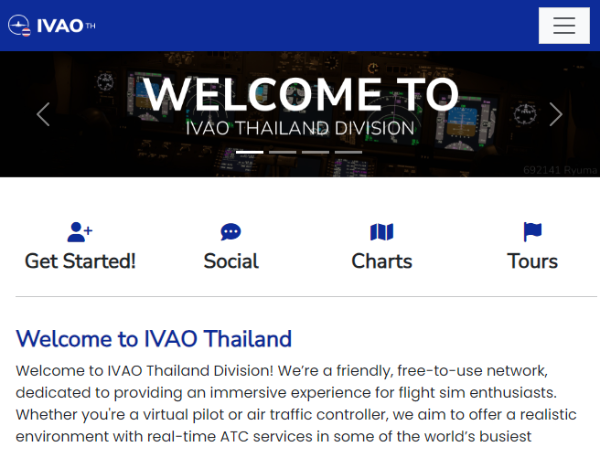 IVAO TH
WELCOME TO
IVAO THAILAND DIVISION
692141 Ryuma
Get Started!
Social
Charts
Tours
Welcome to IVAO Thailand
Welcome to IVAO Thailand Division! We’re a friendly, free-to-use network,
dedicated to providing an immersive experience for flight sim enthusiasts.
Whether you're a virtual pilot or air traffic controller, we aim to offer a realistic
environment with real-time ATC services in some of the world’s busiest